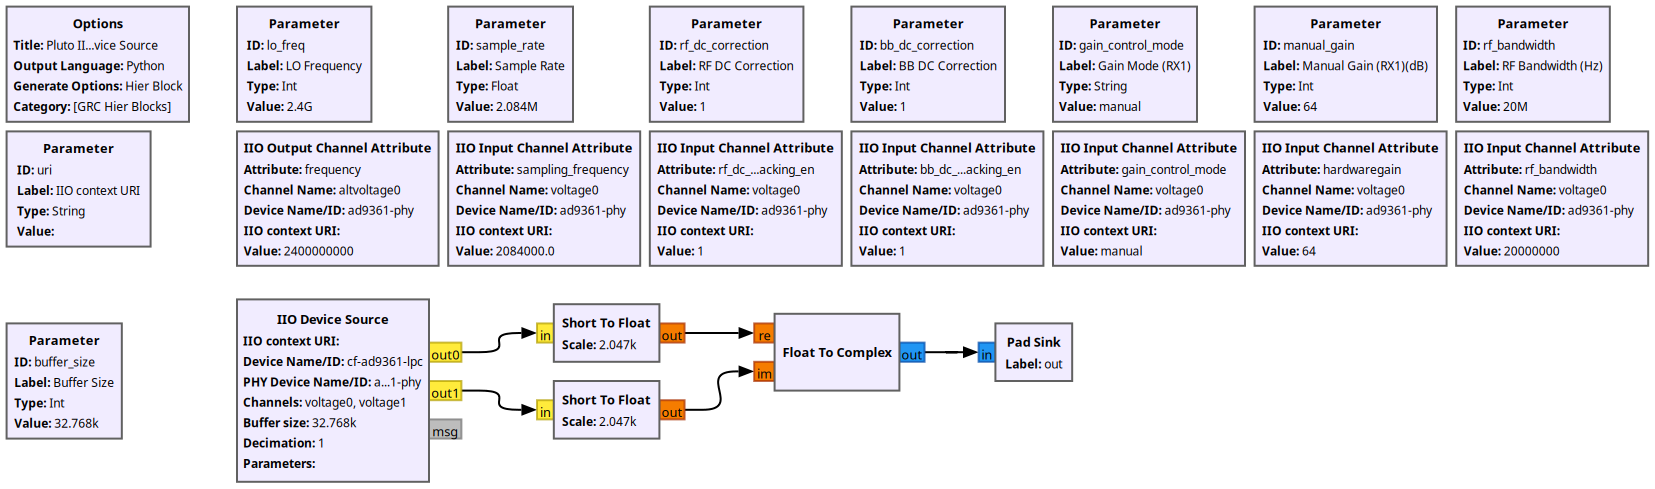 Options
Title: Pluto II...vice Source
Output Language: Python
Generate Options: Hier Block
Category: [GRC Hier Blocks]
Parameter
ID: lo_freq
Label: LO Frequency
Type: Int
Value: 2.4G
Parameter
ID: sample_rate
Label: Sample Rate
Type: Float
Value: 2.084M
Parameter
ID: rf_dc_correction
Label: RF DC Correction
Type: Int
Value: 1
Parameter
ID: bb_dc_correction
Label: BB DC Correction
Type: Int
Value: 1
Parameter
ID: gain_control_mode
Label: Gain Mode (RX1)
Type: String
Value: manual
Parameter
ID: manual_gain
Label: Manual Gain (RX1)(dB)
Type: Int
Value: 64
Parameter
ID: rf_bandwidth
Label: RF Bandwidth (Hz)
Type: Int
Value: 20M
Parameter
ID: uri
Label: IIO context URI
Type: String
Value:
IIO Output Channel Attribute
Attribute: frequency
Channel Name: altvoltage0
Device Name/ID: ad9361-phy
IIO context URI:
Value: 2400000000
IIO Input Channel Attribute
Attribute: sampling_frequency
Channel Name: voltage0
Device Name/ID: ad9361-phy
IIO context URI:
Value: 2084000.0
IIO Input Channel Attribute
Attribute: rf_dc_...acking_en
Channel Name: voltage0
Device Name/ID: ad9361-phy
IIO context URI:
Value: 1
IIO Input Channel Attribute
Attribute: bb_dc_...acking_en
Channel Name: voltage0
Device Name/ID: ad9361-phy
IIO context URI:
Value: 1
IIO Input Channel Attribute
Attribute: gain_control_mode
Channel Name: voltage0
Device Name/ID: ad9361-phy
IIO context URI:
Value: manual
IIO Input Channel Attribute
Attribute: hardwaregain
Channel Name: voltage0
Device Name/ID: ad9361-phy
IIO context URI:
Value: 64
IIO Input Channel Attribute
Attribute: rf_bandwidth
Channel Name: voltage0
Device Name/ID: ad9361-phy
IIO context URI:
Value: 20000000
Parameter
ID: buffer_size
Label: Buffer Size
Type: Int
Value: 32.768k
IIO Device Source
IIO context URI:
Device Name/ID: cf-ad9361-lpc
PHY Device Name/ID: a...1-phy
Channels: voltage0, voltage1
Buffer size: 32.768k
Decimation: 1
Parameters:
out0
out1
msg
in
Short To Float
Scale: 2.047k
out
in
Short To Float
Scale: 2.047k
out
re
im
Float To Complex
out
in
Pad Sink
Label: out